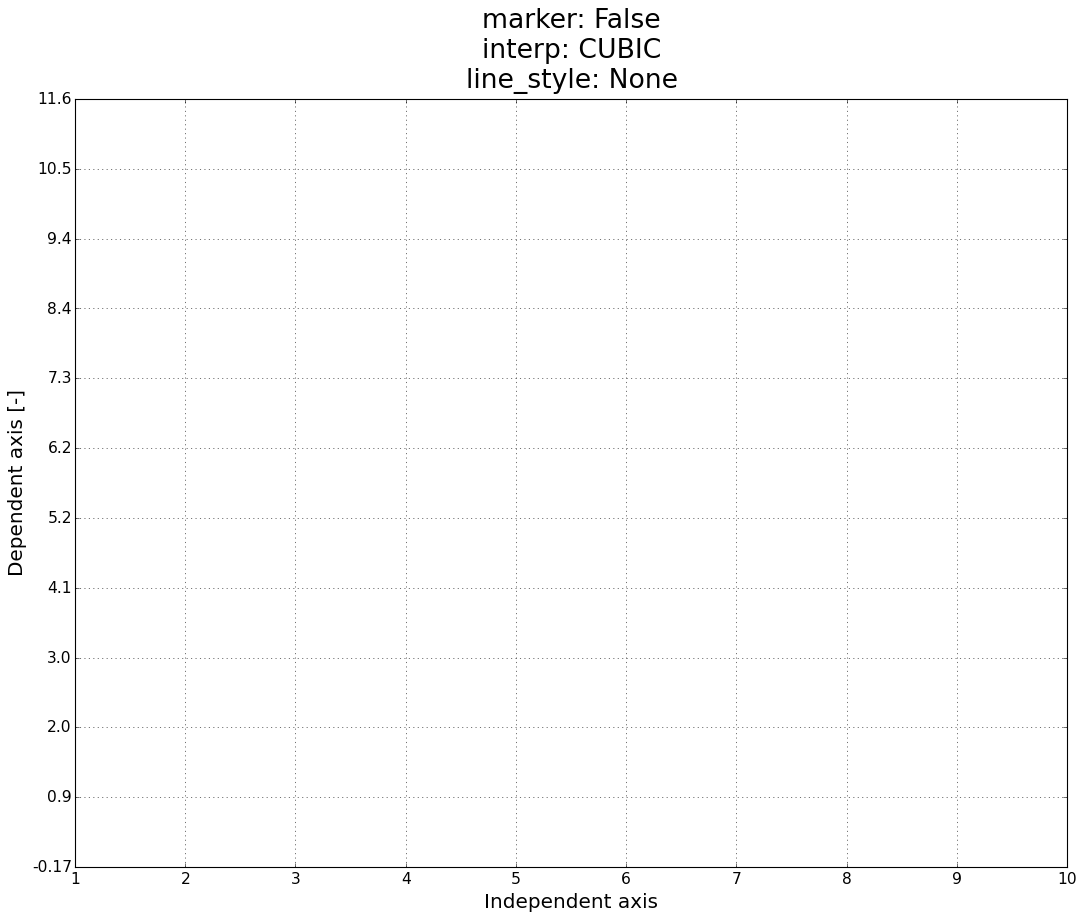 marker: False
interp: CUBIC
line_style: None
11.6
10.5
9.4
8.4
7.3
6.2
5.2
4.1
3.0
2.0
0.9
-0.17
Dependent axis [-]
1 2 3 4 5 6 7 8 9 10
Independent axis